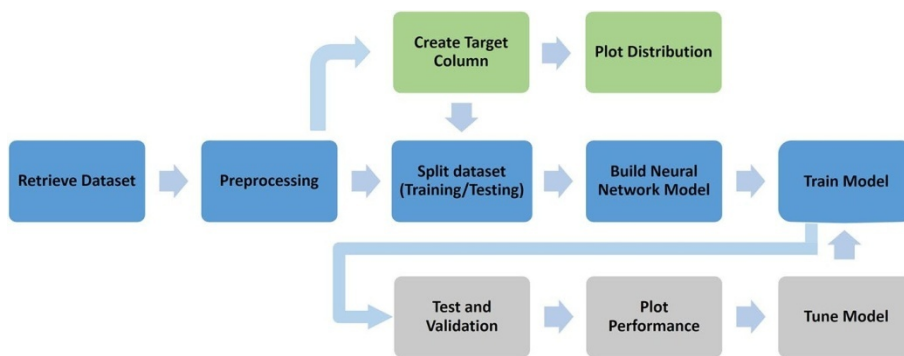 Create Target
Column
Plot Distribution
Retrieve Dataset
Preprocessing
Split dataset
(Training/Testing)
Build Neural
Network Model
Train Model
Test and
Validation
Plot
Performance
Tune Model